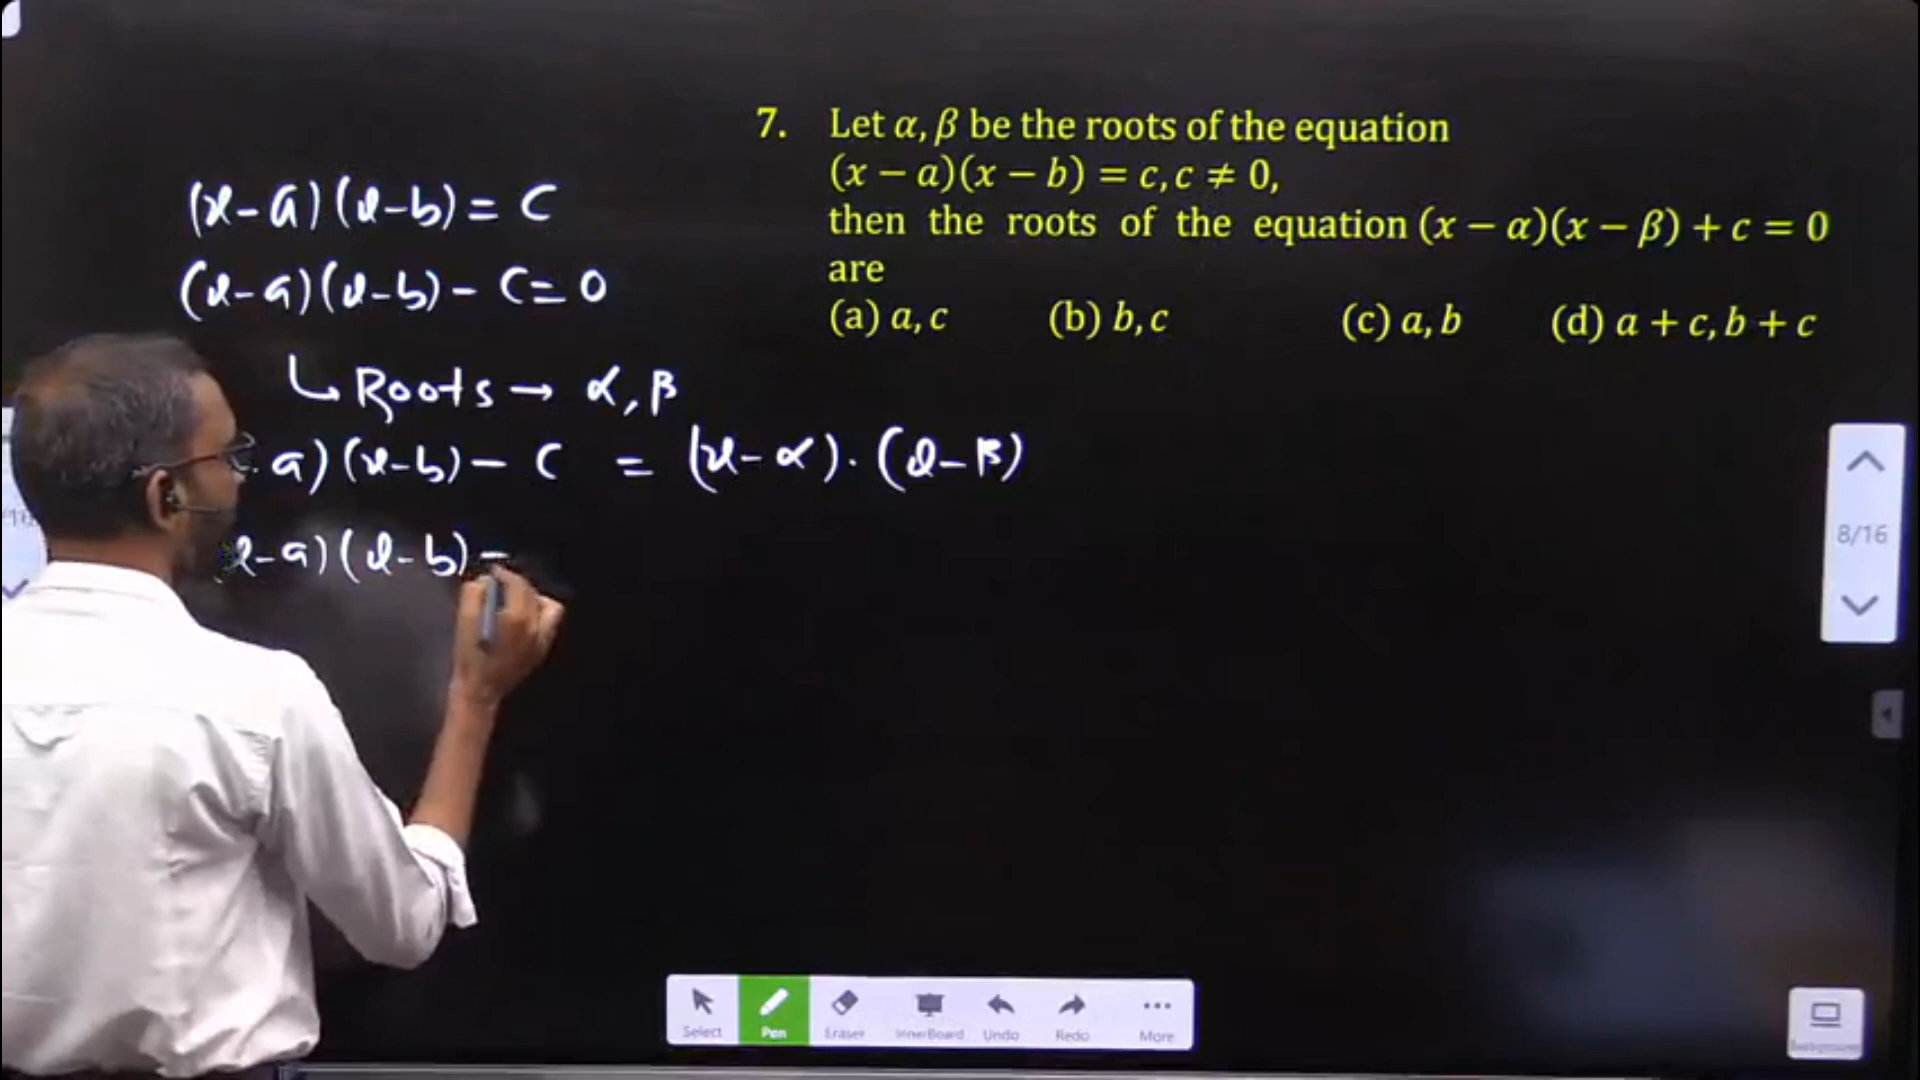 7. Let α, β be the roots of the equation
(x − a)(x − b) = c, c ≠ 0,
then the roots of the equation (x − α)(x − β) + c = 0
are
(a) a, c (b) b, c (c) a, b (d) a + c, b + c
(x-a)(x-b) = c
(x-a)(x-b) - c = 0
↳ Roots → α, β
a)(x-b) - c = (x-α).(x-β)
x-a)(x-b) =
8/16
Select Pen Eraser InnerBoard Undo Redo More
Background